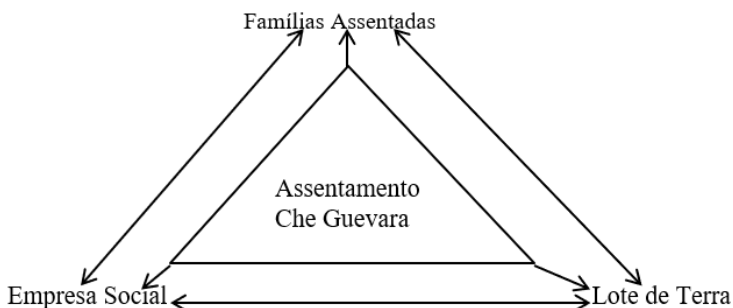 Famílias Assentadas
Assentamento
Che Guevara
Empresa Social
Lote de Terra